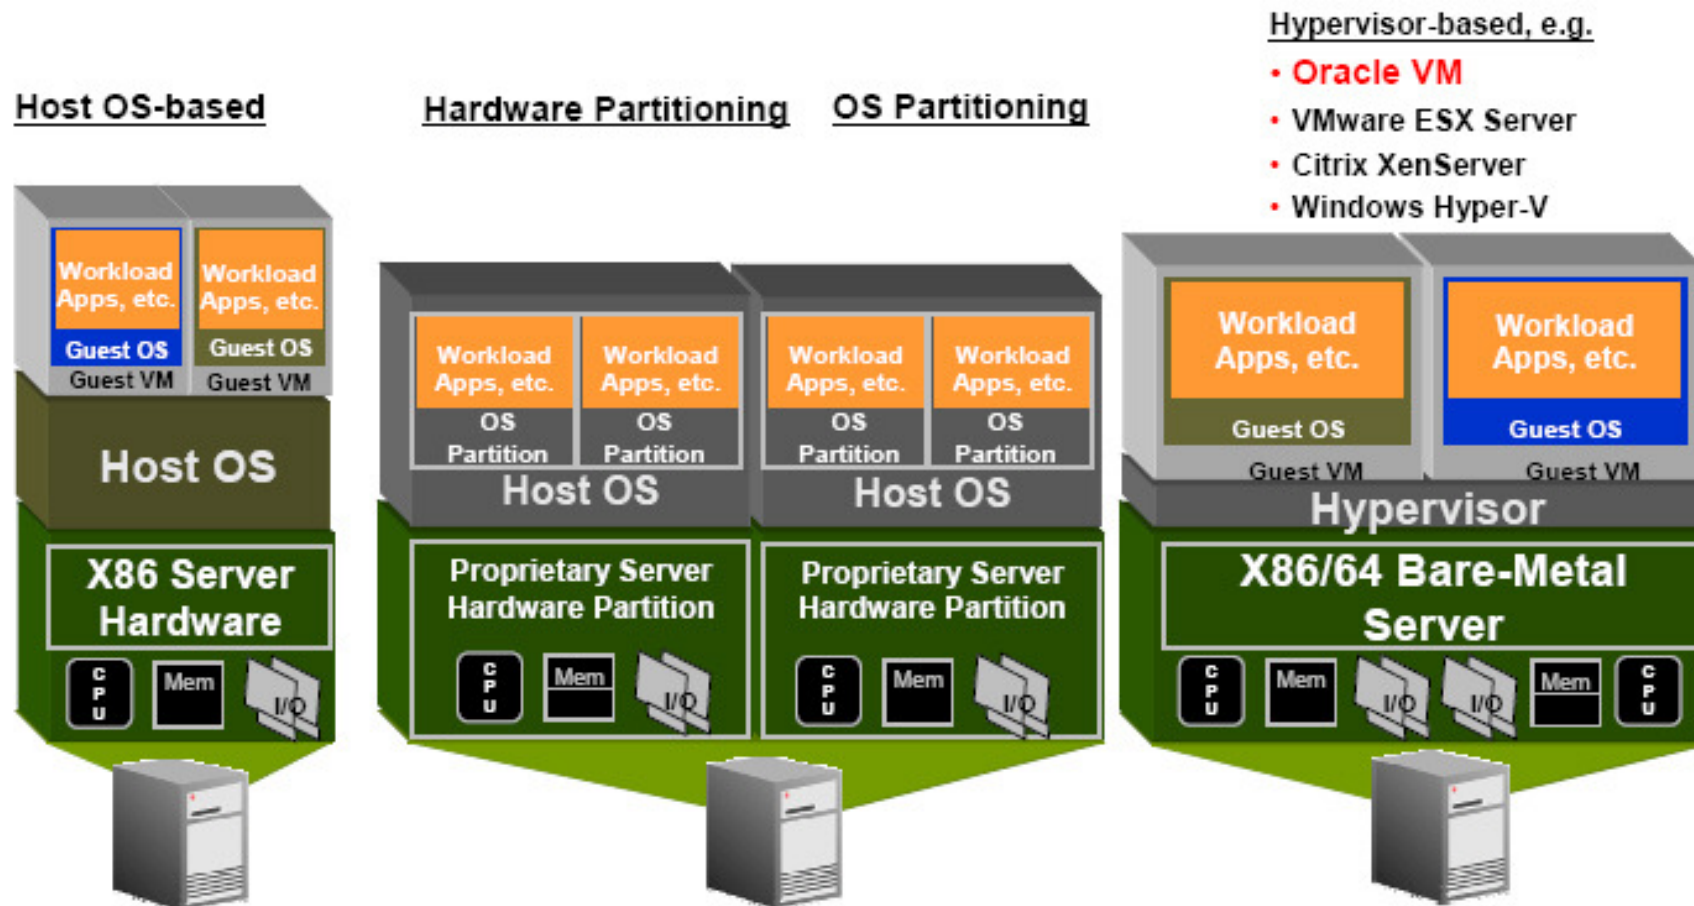 Host OS-based
Workload
Apps, etc.
Guest OS
Guest VM
Workload
Apps, etc.
Guest OS
Guest VM
Host OS
X86 Server
Hardware
CPU
Mem
I/O
Hardware Partitioning
OS Partitioning
Workload
Apps, etc.
OS
Partition
Workload
Apps, etc.
OS
Partition
Host OS
Proprietary Server
Hardware Partition
CPU
Mem
I/O
Workload
Apps, etc.
OS
Partition
Workload
Apps, etc.
OS
Partition
Host OS
Proprietary Server
Hardware Partition
CPU
Mem
I/O
Hypervisor-based, e.g.
• Oracle VM
• VMware ESX Server
• Citrix XenServer
• Windows Hyper-V
Workload
Apps, etc.
Guest OS
Guest VM
Workload
Apps, etc.
Guest OS
Guest VM
Hypervisor
X86/64 Bare-Metal
Server
CPU
Mem
I/O
I/O
Mem
CPU